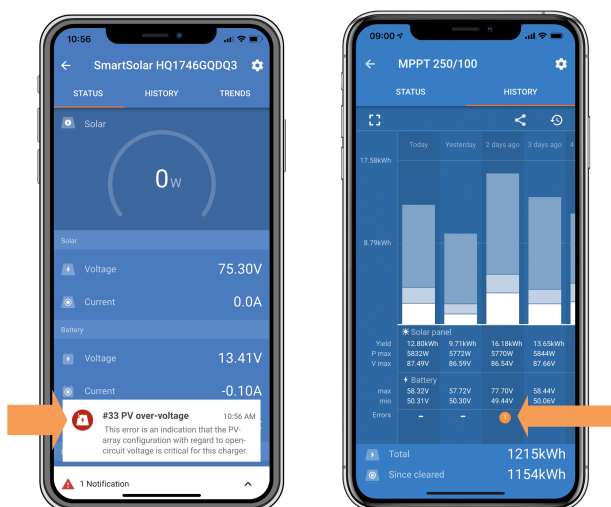 10:56
SmartSolar HQ1746GQDQ3
STATUS HISTORY TRENDS
Solar
0W
Solar
Voltage 75.30V
Current 0.0A
Battery
Voltage 13.41V
Current -0.10A
#33 PV over-voltage 10:56 AM
This error is an indication that the PV-
array configuration with regard to open-
circuit voltage is critical for this charger.
1 Notification
09:00
MPPT 250/100
STATUS HISTORY
Today Yesterday 2 days ago 3 days ago 4
17.58kWh
8.79kWh
Solar panel
Yield 12.80kWh 9.71kWh 16.18kWh 13.65kWh
P max 5832W 5772W 5770W 5844W
V max 87.49V 86.59V 86.54V 87.66V
Battery
max 58.32V 57.72V 77.70V 58.44V
min 50.31V 50.30V 49.44V 50.06V
Errors – – 1
Total 1215kWh
Since cleared 1154kWh